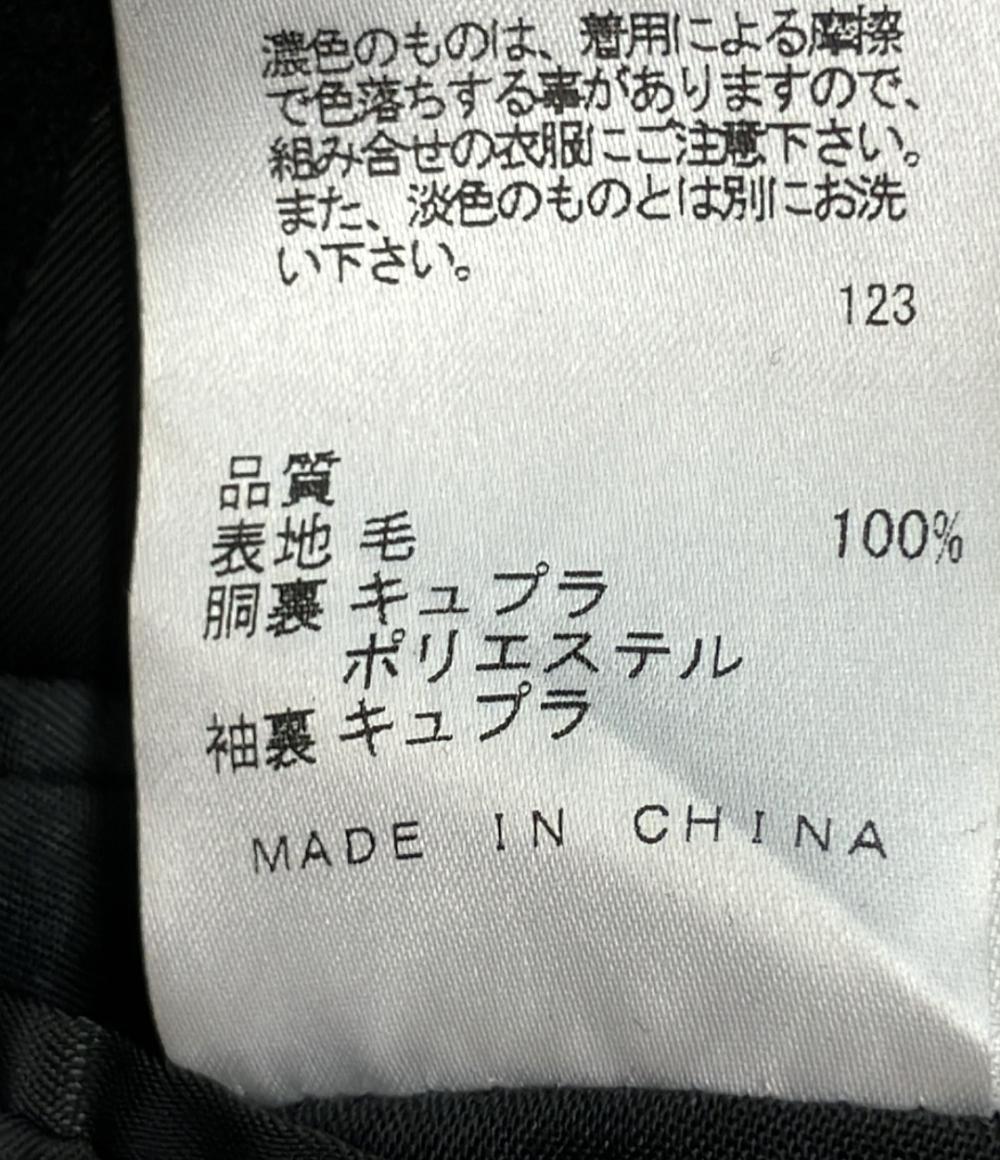 濃色のものは、着用による摩擦
で色落ちする事がありますので、
組み合せの衣服にご注意下さい。
また、淡色のものとは別にお洗
い下さい。
123
品質
表地 毛 100%
胴裏 キュプラ
ポリエステル
袖裏 キュプラ
MADE IN CHINA